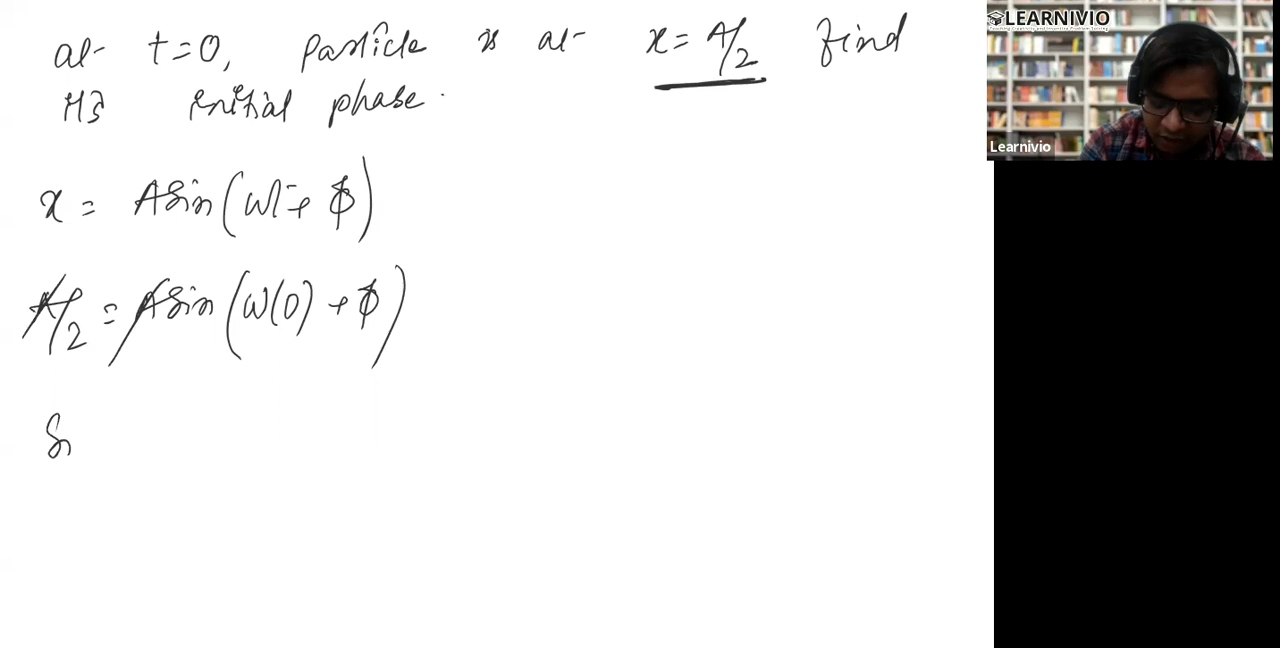 at t=0, particle is at x= A/2 find
its initial phase.
x = A Sin(ωt + ϕ)
A/2 = A Sin(ω(0) + ϕ)
Si
LEARNIVIO
Learnivio